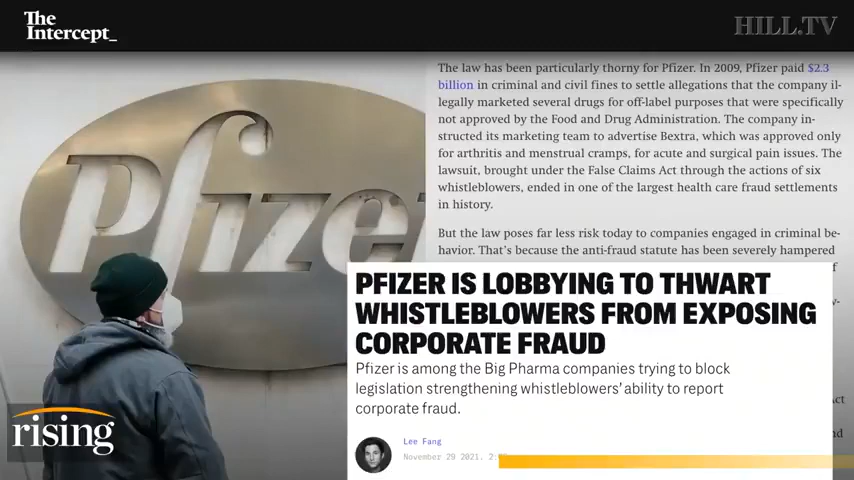 The
Intercept_
HILL.TV
Pfize
The law has been particularly thorny for Pfizer. In 2009, Pfizer paid $2.3
billion in criminal and civil fines to settle allegations that the company il-
legally marketed several drugs for off-label purposes that were specifically
not approved by the Food and Drug Administration. The company in-
structed its marketing team to advertise Bextra, which was approved only
for arthritis and menstrual cramps, for acute and surgical pain issues. The
lawsuit, brought under the False Claims Act through the actions of six
whistleblowers, ended in one of the largest health care fraud settlements
in history.
But the law poses far less risk today to companies engaged in criminal be-
havior. That's because the anti-fraud statute has been severely hampered
PFIZER IS LOBBYING TO THWART
WHISTLEBLOWERS FROM EXPOSING
CORPORATE FRAUD
Pfizer is among the Big Pharma companies trying to block
legislation strengthening whistleblowers' ability to report
corporate fraud.
Lee Fang
November 29 2021, 2:
rising